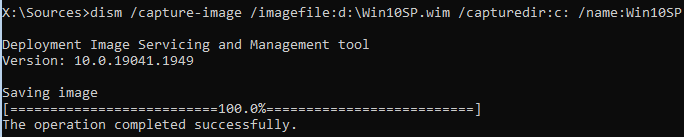 X:\Sources>dism /capture-image /imagefile:d:\Win10SP.wim /capturedir:c: /name:Win10SP
Deployment Image Servicing and Management tool
Version: 10.0.19041.1949
Saving image
[==========================100.0%==========================]
The operation completed successfully.